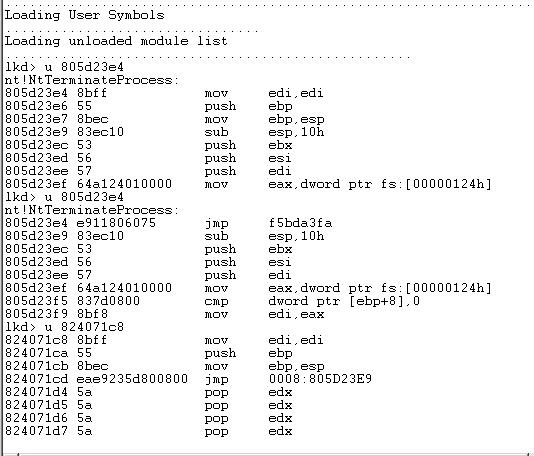 Loading User Symbols
Loading unloaded module list
lkd> u 805d23e4
nt!NtTerminateProcess:
805d23e4 8bff mov edi,edi
805d23e6 55 push ebp
805d23e7 8bec mov ebp,esp
805d23e9 83ec10 sub esp,10h
805d23ec 53 push ebx
805d23ed 56 push esi
805d23ee 57 push edi
805d23ef 64a124010000 mov eax,dword ptr fs:[00000124h]
lkd> u 805d23e4
nt!NtTerminateProcess:
805d23e4 e911806075 jmp f5bda3fa
805d23e9 83ec10 sub esp,10h
805d23ec 53 push ebx
805d23ed 56 push esi
805d23ee 57 push edi
805d23ef 64a124010000 mov eax,dword ptr fs:[00000124h]
805d23f5 837d0800 cmp dword ptr [ebp+8],0
805d23f9 8bf8 mov edi,eax
lkd> u 824071c8
824071c8 8bff mov edi,edi
824071ca 55 push ebp
824071cb 8bec mov ebp,esp
824071cd eae9235d800800 jmp 0008:805D23E9
824071d4 5a pop edx
824071d5 5a pop edx
824071d6 5a pop edx
824071d7 5a pop edx